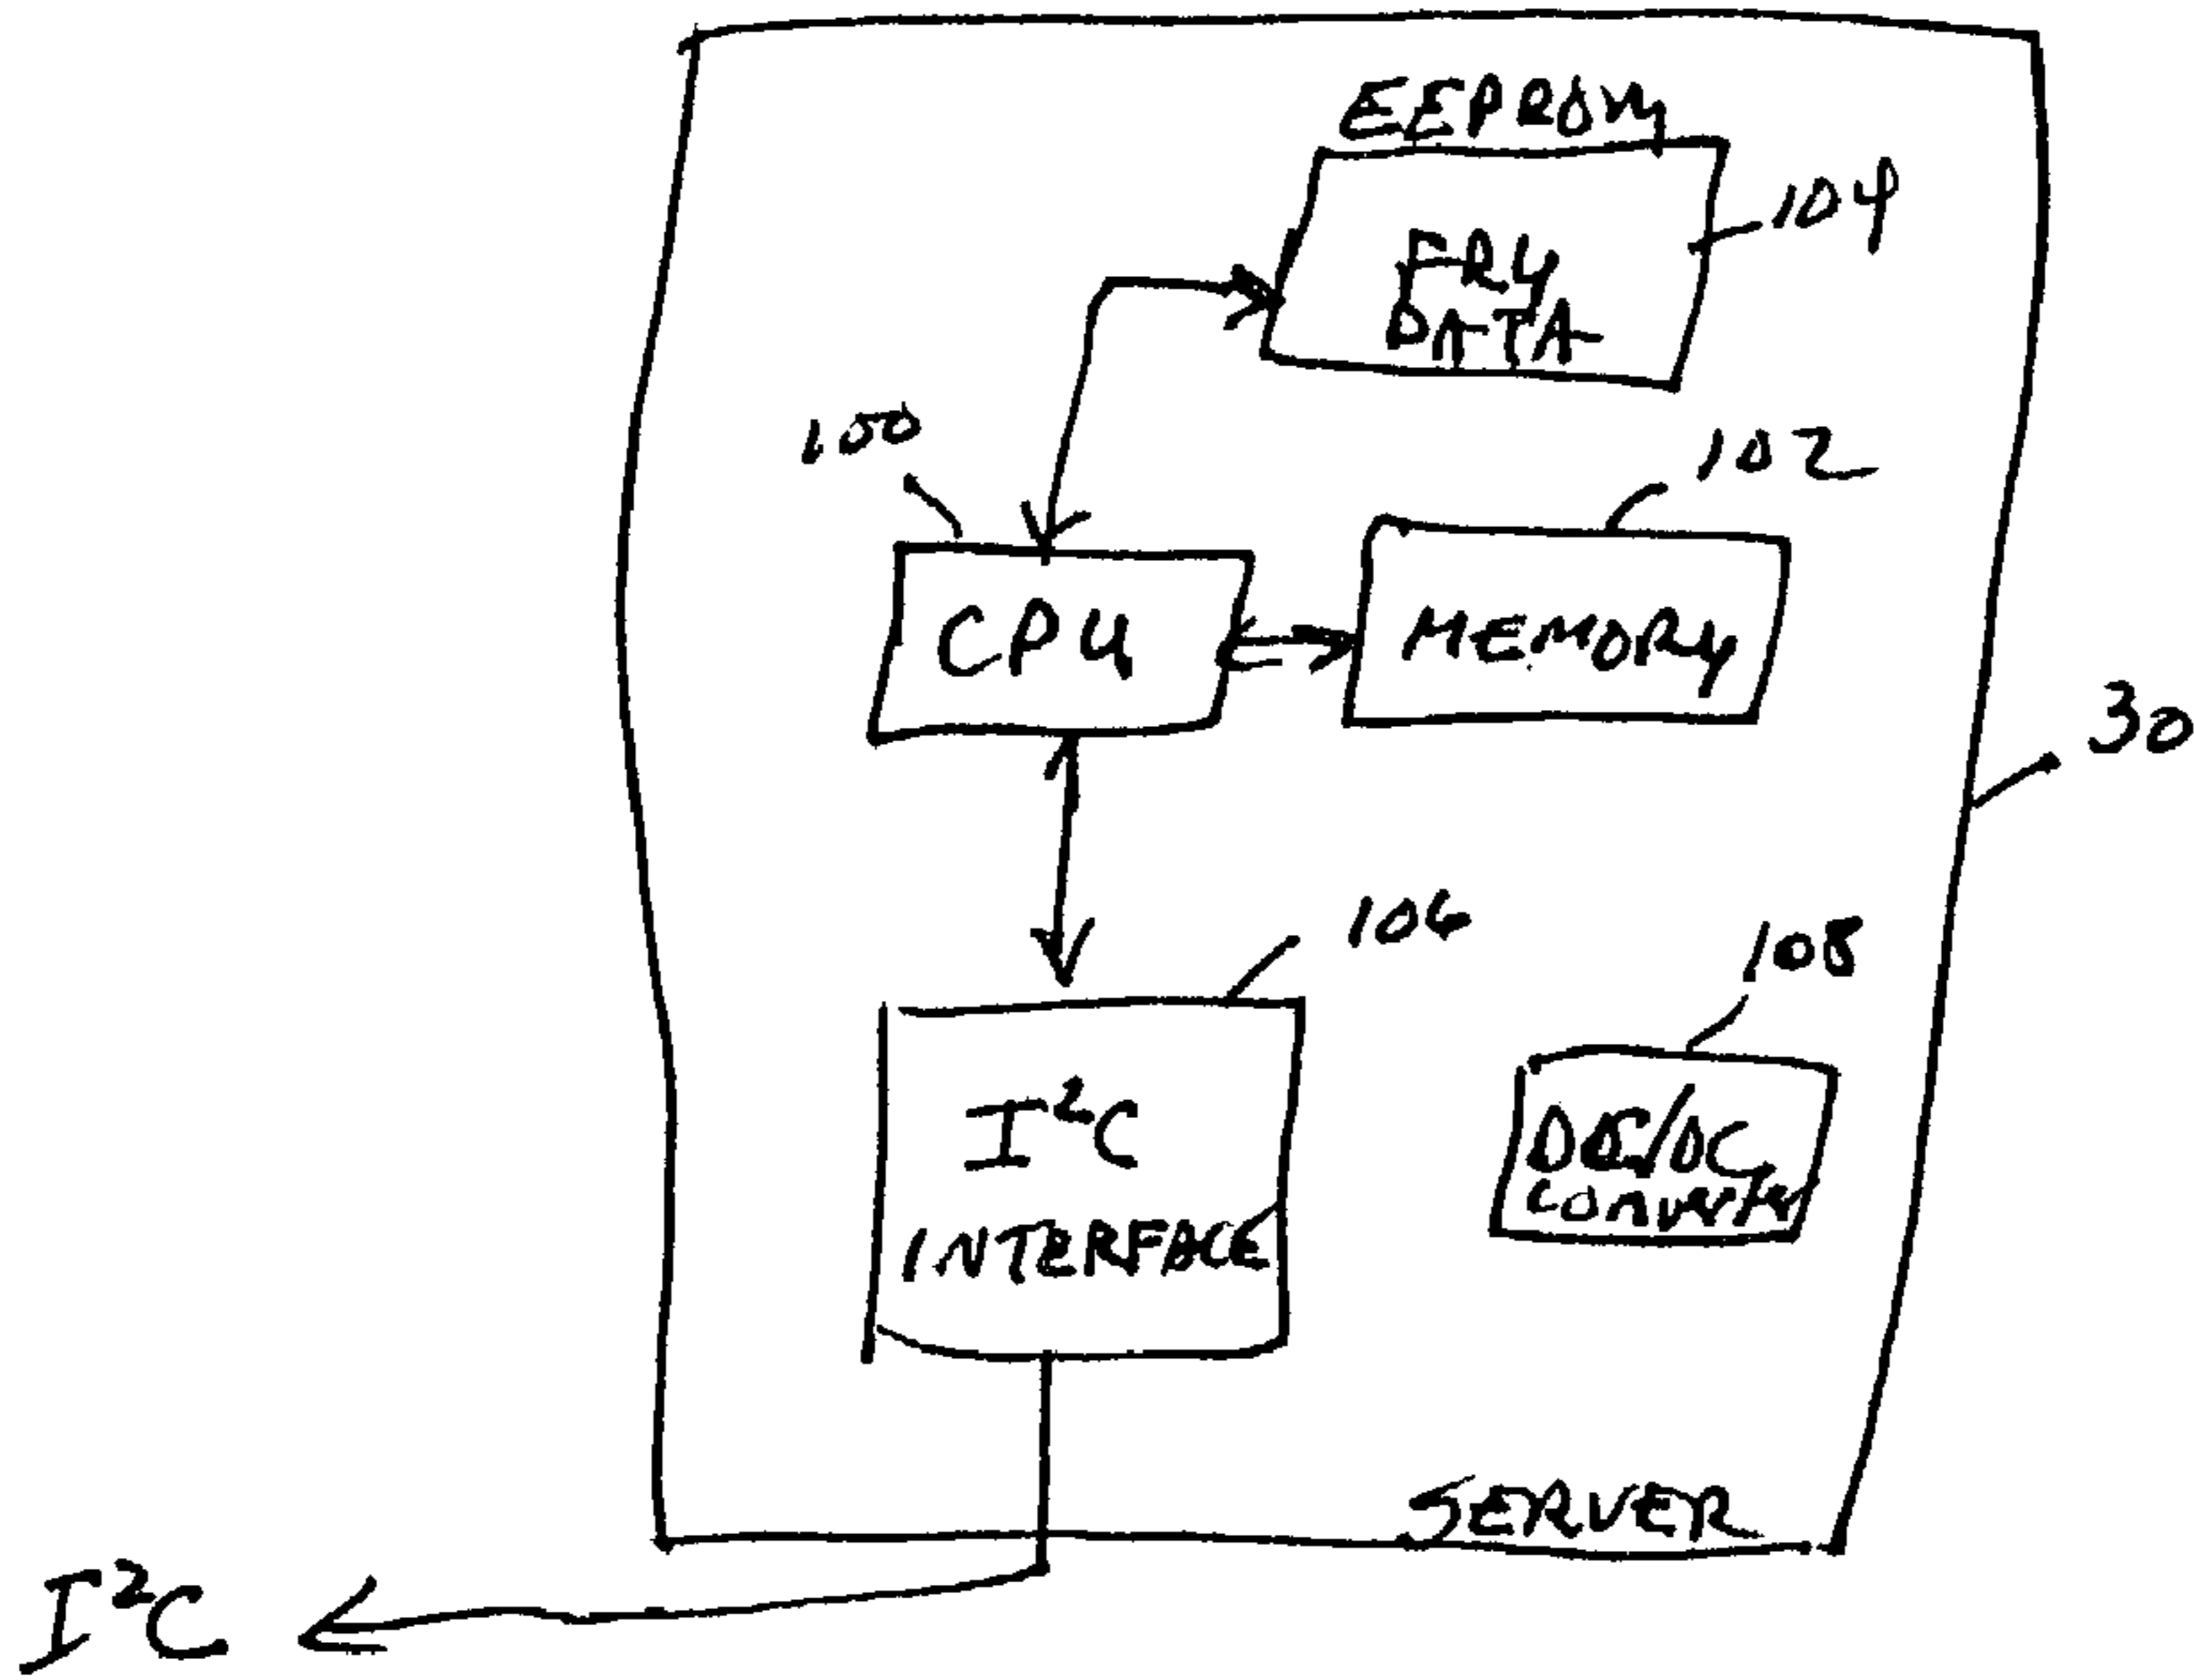 EEPROM
104
FRU
DATA
100
102
CPU
MEMORY
30
106
108
I²C
INTERFACE
DC/DC
converter
SERVER
I²C